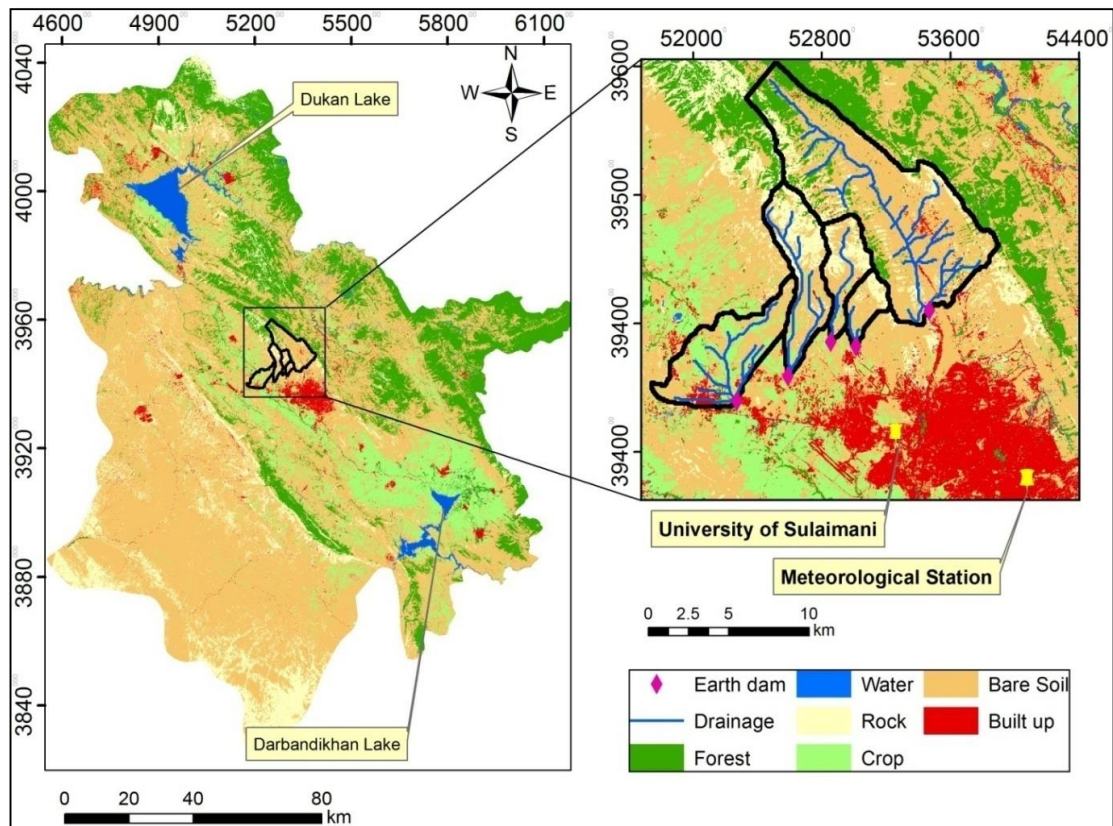 4600 4900 5200 5500 5800 6100
52000 52800 53600 54400
4040
4000
3960
3920
3880
3840
39600
39500
39400
39400
N
W E
S
Dukan Lake
Darbandikhan Lake
University of Sulaimani
Meteorological Station
0 2.5 5 10
km
Earth dam Water Bare Soil
Drainage Rock Built up
Forest Crop
0 20 40 80
km